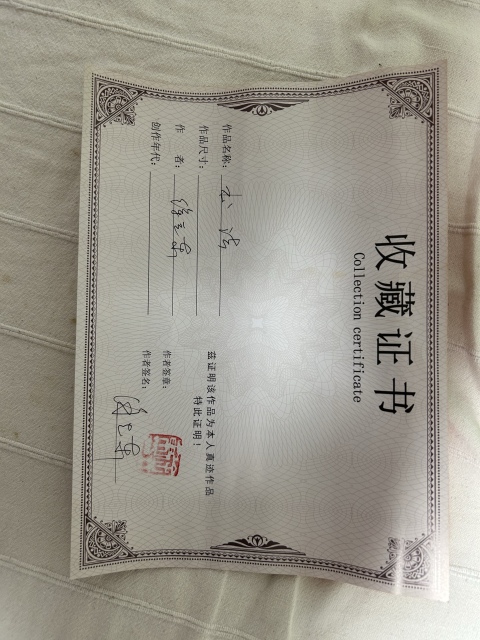 收藏证书
Collection certificate
作品名称：书法
作品尺寸：
作 者：
创作年代：
兹证明该作品为本人真迹作品
特此证明！
作者签章：
作者签名：